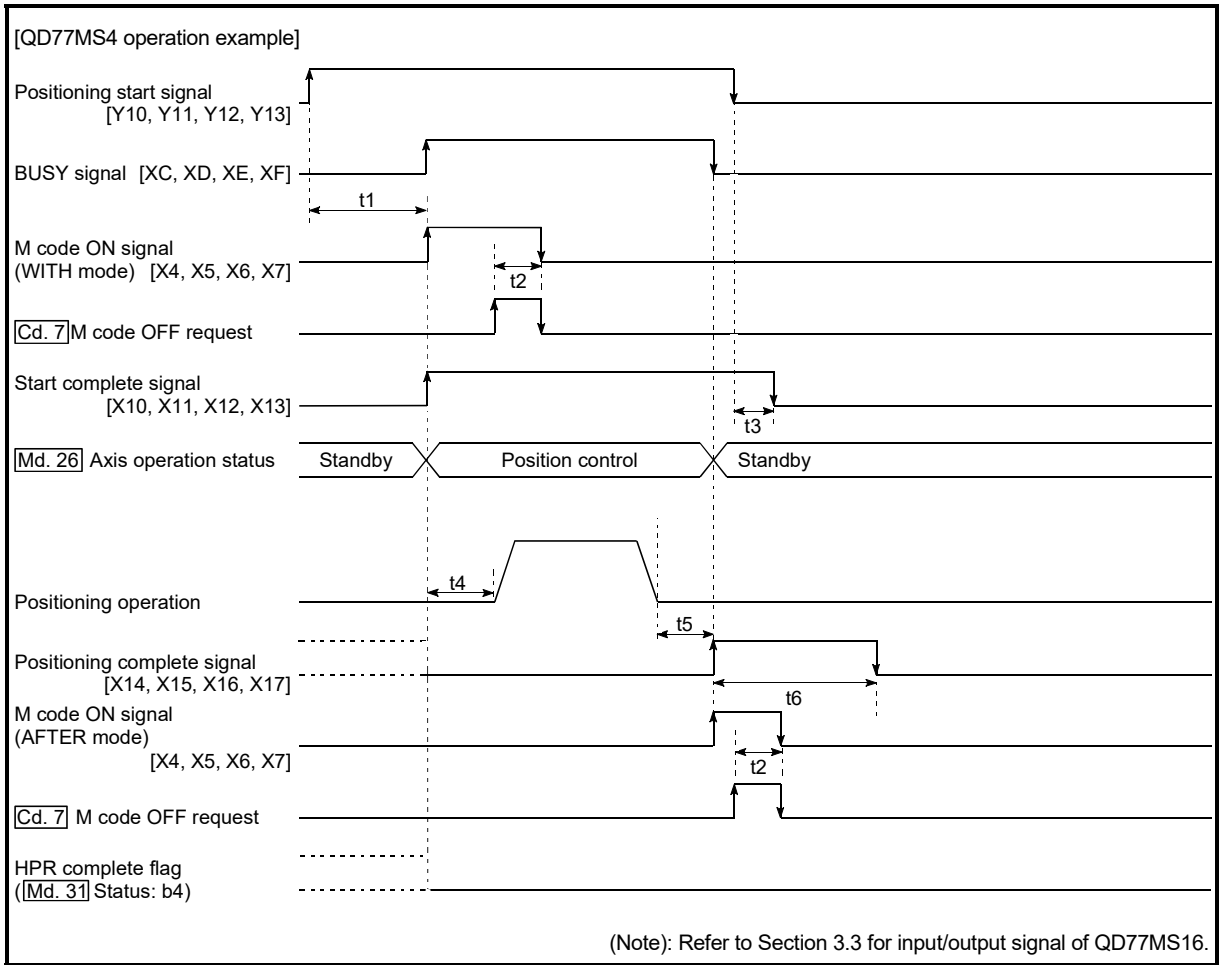 [QD77MS4 operation example]
Positioning start signal
[Y10, Y11, Y12, Y13]
BUSY signal [XC, XD, XE, XF]
t1
M code ON signal
(WITH mode) [X4, X5, X6, X7]
t2
Cd. 7 M code OFF request
Start complete signal
[X10, X11, X12, X13]
t3
Md. 26 Axis operation status
Standby
Position control
Standby
t4
Positioning operation
t5
Positioning complete signal
[X14, X15, X16, X17]
t6
M code ON signal
(AFTER mode)
[X4, X5, X6, X7]
t2
Cd. 7 M code OFF request
HPR complete flag
( Md. 31 Status: b4)
(Note): Refer to Section 3.3 for input/output signal of QD77MS16.